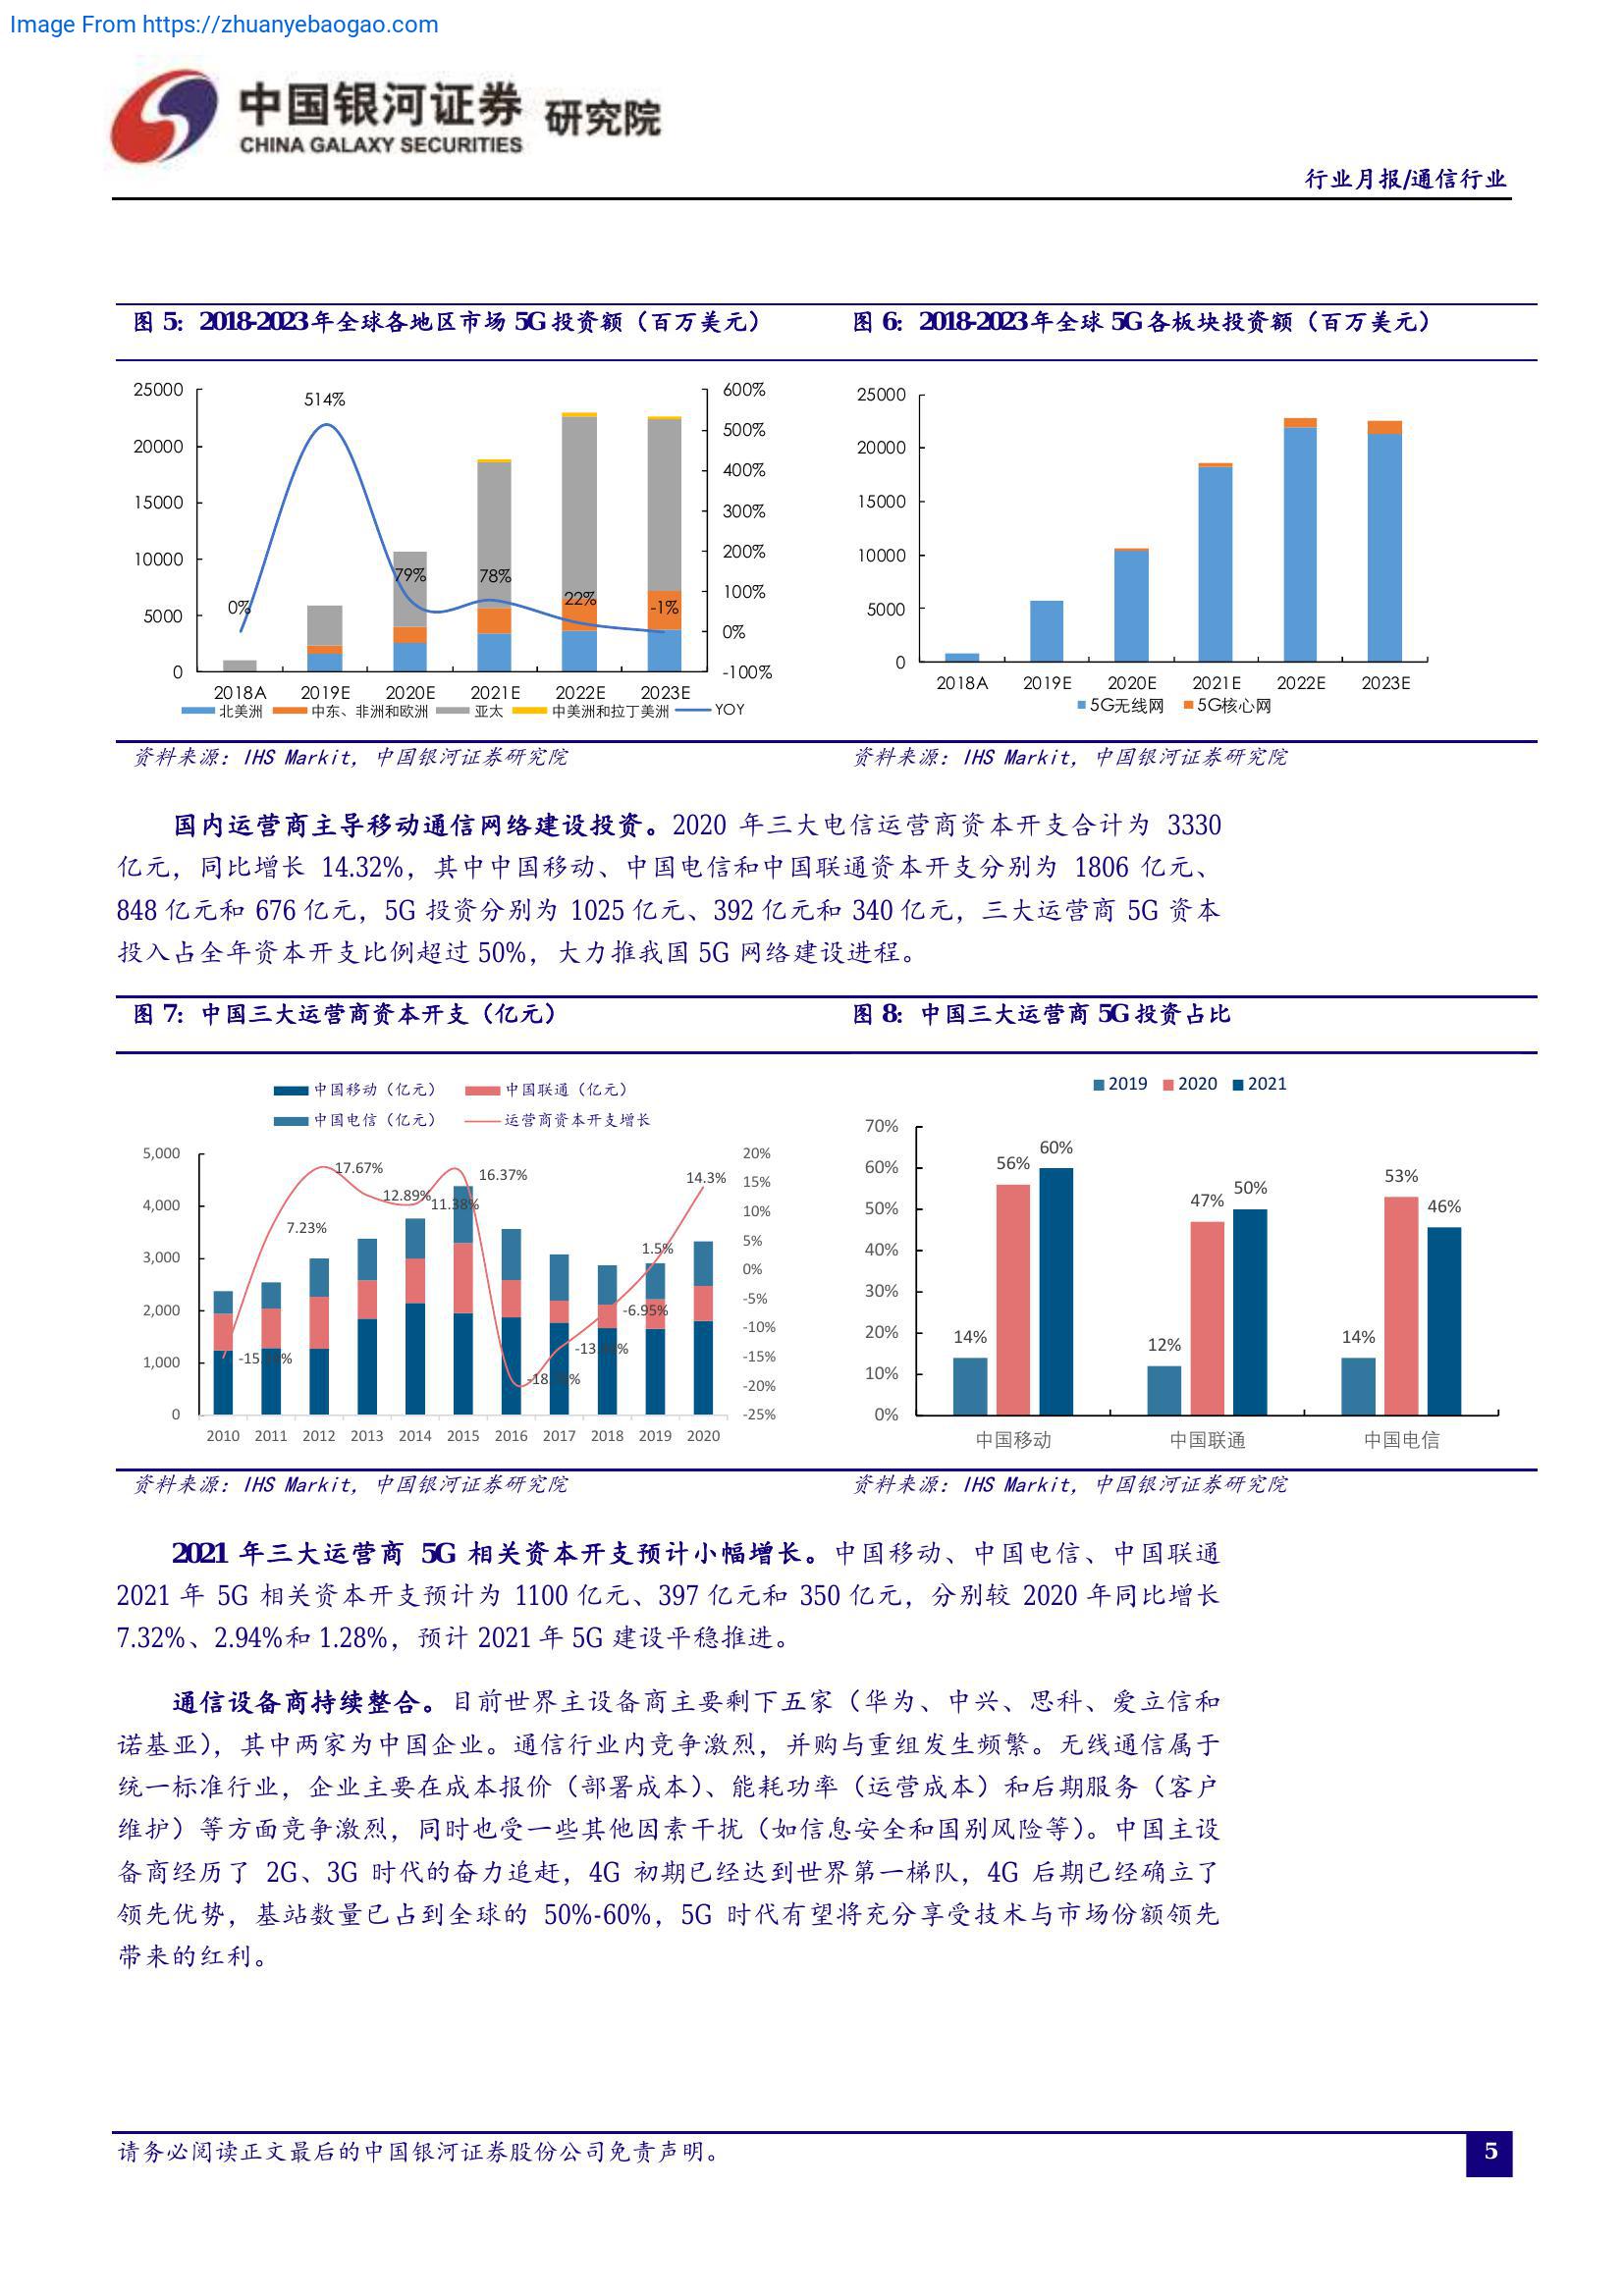 Image From https://zhuanyebaogao.com
中国银河证券 研究院
CHINA GALAXY SECURITIES
行业月报/通信行业
图 5：2018-2023年全球各地区市场 5G 投资额（百万美元）
图 6：2018-2023年全球 5G 各板块投资额（百万美元）
25000
20000
15000
10000
5000
0
600%
500%
400%
300%
200%
100%
0%
-100%
0%
514%
79%
78%
22%
-1%
2018A 2019E 2020E 2021E 2022E 2023E
北美洲 中东、非洲和欧洲 亚太 中美洲和拉丁美洲 YOY
25000
20000
15000
10000
5000
0
2018A 2019E 2020E 2021E 2022E 2023E
5G无线网 5G核心网
资料来源：IHS Markit，中国银河证券研究院
资料来源：IHS Markit，中国银河证券研究院
国内运营商主导移动通信网络建设投资。2020 年三大电信运营商资本开支合计为 3330
亿元，同比增长 14.32%，其中中国移动、中国电信和中国联通资本开支分别为 1806 亿元、
848 亿元和 676 亿元，5G 投资分别为 1025 亿元、392 亿元和 340 亿元，三大运营商 5G 资本
投入占全年资本开支比例超过 50%，大力推我国 5G 网络建设进程。
图 7：中国三大运营商资本开支（亿元）
图 8：中国三大运营商 5G 投资占比
中国移动（亿元） 中国联通（亿元）
中国电信（亿元） 运营商资本开支增长
5,000
4,000
3,000
2,000
1,000
0
20%
15%
10%
5%
0%
-5%
-10%
-15%
-20%
-25%
7.23%
17.67%
12.89%
11.38%
16.37%
-6.95%
1.5%
14.3%
2010 2011 2012 2013 2014 2015 2016 2017 2018 2019 2020
2019 2020 2021
70%
60%
50%
40%
30%
20%
10%
0%
14% 56% 60%
12% 47% 50%
14% 53% 46%
中国移动 中国联通 中国电信
资料来源：IHS Markit，中国银河证券研究院
资料来源：IHS Markit，中国银河证券研究院
2021 年三大运营商 5G 相关资本开支预计小幅增长。中国移动、中国电信、中国联通
2021 年 5G 相关资本开支预计为 1100 亿元、397 亿元和 350 亿元，分别较 2020 年同比增长
7.32%、2.94%和 1.28%，预计 2021 年 5G 建设平稳推进。
通信设备商持续整合。目前世界主设备商主要剩下五家（华为、中兴、思科、爱立信和
诺基亚），其中两家为中国企业。通信行业内竞争激烈，并购与重组发生频繁。无线通信属于
统一标准行业，企业主要在成本报价（部署成本）、能耗功率（运营成本）和后期服务（客户
维护）等方面竞争激烈，同时也受一些其他因素干扰（如信息安全和国别风险等）。中国主设
备商经历了 2G、3G 时代的奋力追赶，4G 初期已经达到世界第一梯队，4G 后期已经确立了
领先优势，基站数量已占到全球的 50%-60%，5G 时代有望将充分享受技术与市场份额领先
带来的红利。
请务必阅读正文最后的中国银河证券股份公司免责声明。
5